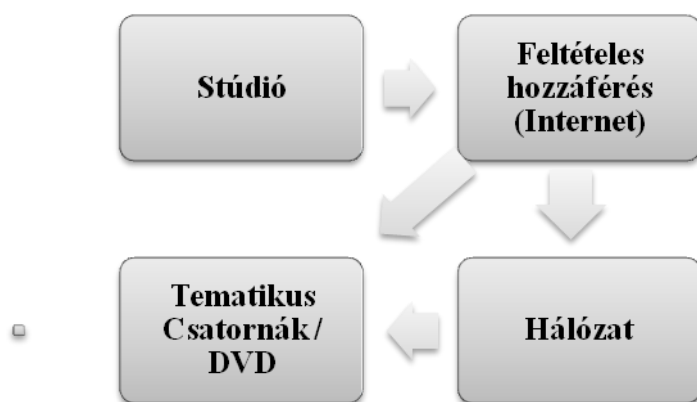 Stúdió
Feltételes
hozzáférés
(Internet)
Tematikus
Csatornák /
DVD
Hálózat